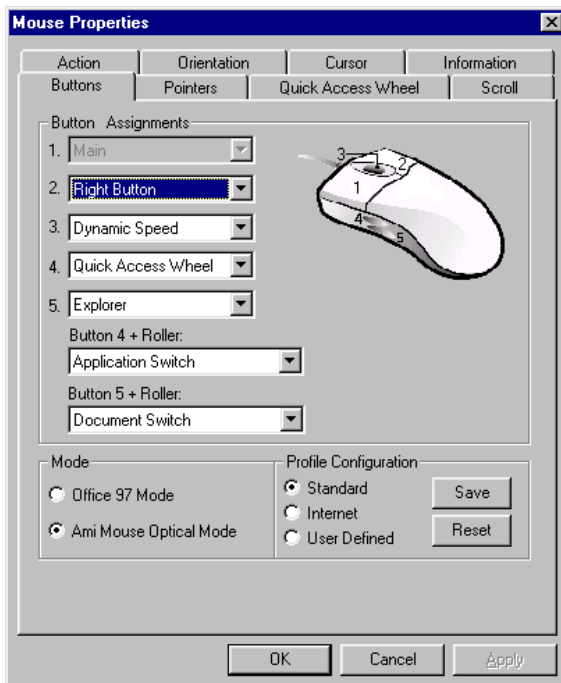 Mouse Properties
Action Orientation Cursor Information
Buttons Pointers Quick Access Wheel Scroll
Button Assignments
1. Main
2. Right Button
3. Dynamic Speed
4. Quick Access Wheel
5. Explorer
3
2
1
4
5
Button 4 + Roller:
Application Switch
Button 5 + Roller:
Document Switch
Mode
Office 97 Mode
Ami Mouse Optical Mode
Profile Configuration
Standard
Internet
User Defined
Save
Reset
OK Cancel Apply